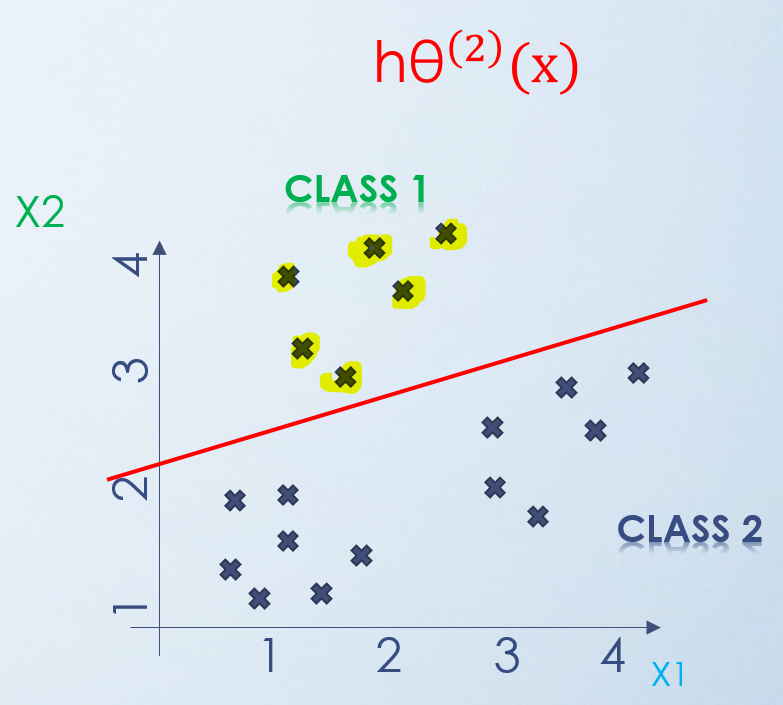 hθ⁽²⁾(x)
CLASS 1
X2
4
3
2
1
CLASS 2
1 2 3 4
X1